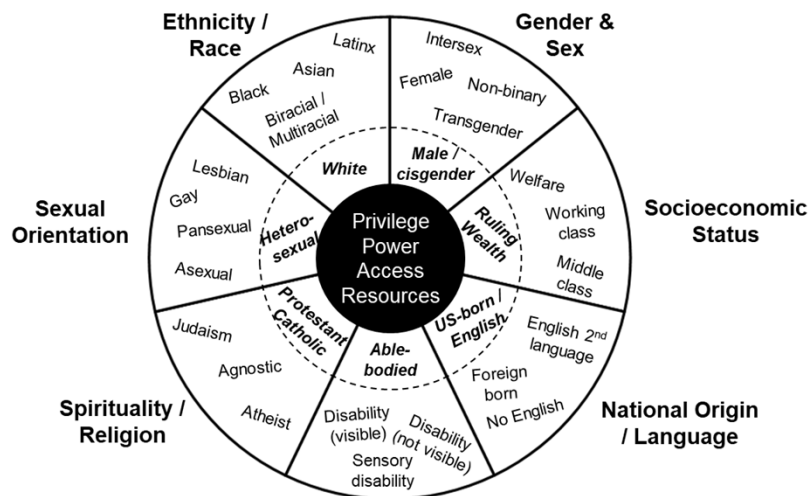 Ethnicity /
Race
Latinx
Asian
Black
Biracial /
Multiracial
White
Gender &
Sex
Intersex
Female
Non-binary
Transgender
Male /
cisgender
Socioeconomic
Status
Welfare
Working
class
Middle
class
Ruling
Wealth
National Origin
/ Language
English 2nd
language
Foreign
born
No English
US-born /
English
Disability
(visible)
Disability
(not visible)
Sensory
disability
Able-
bodied
Spirituality /
Religion
Judaism
Agnostic
Atheist
Protestant
Catholic
Sexual
Orientation
Lesbian
Gay
Pansexual
Asexual
Hetero-
sexual
Privilege
Power
Access
Resources